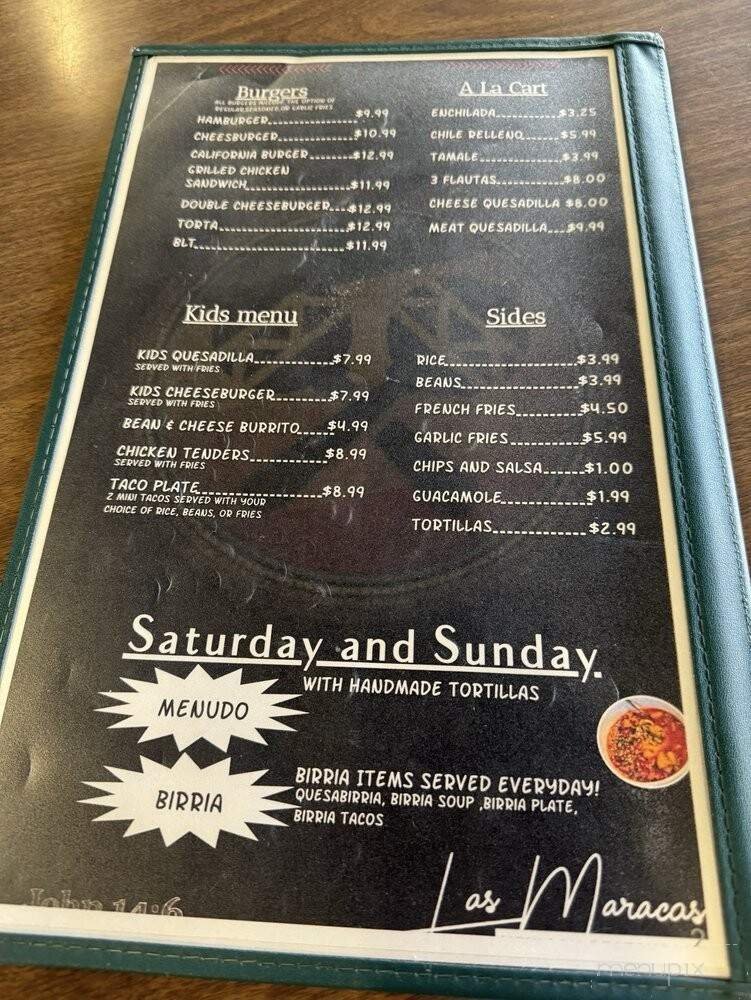 Burgers
ALL BURGERS INCLUDE THE OPTION OF
REGULAR, SEASONED, OR GARLIC FRIES
HAMBURGER $9.99
CHEESBURGER $10.99
CALIFORNIA BURGER $12.99
GRILLED CHICKEN
SANDWICH $11.99
DOUBLE CHEESEBURGER $12.99
TORTA $12.99
BLT $11.99
A La Cart
ENCHILADA $3.25
CHILE RELLENO $5.99
TAMALE $3.99
3 FLAUTAS $8.00
CHEESE QUESADILLA $8.00
MEAT QUESADILLA $9.99
Kids menu
KIDS QUESADILLA $7.99
SERVED WITH FRIES
KIDS CHEESEBURGER $7.99
SERVED WITH FRIES
BEAN & CHEESE BURRITO $4.99
CHICKEN TENDERS $8.99
SERVED WITH FRIES
TACO PLATE $8.99
2 MINI TACOS SERVED WITH YOUR
CHOICE OF RICE, BEANS, OR FRIES
Sides
RICE $3.99
BEANS $3.99
FRENCH FRIES $4.50
GARLIC FRIES $5.99
CHIPS AND SALSA $1.00
GUACAMOLE $1.99
TORTILLAS $2.99
Saturday and Sunday.
WITH HANDMADE TORTILLAS
MENUDO
BIRRIA
BIRRIA ITEMS SERVED EVERYDAY!
QUESABIRRIA, BIRRIA SOUP ,BIRRIA PLATE,
BIRRIA TACOS
John 14:6
Las Maracas
2
menupix